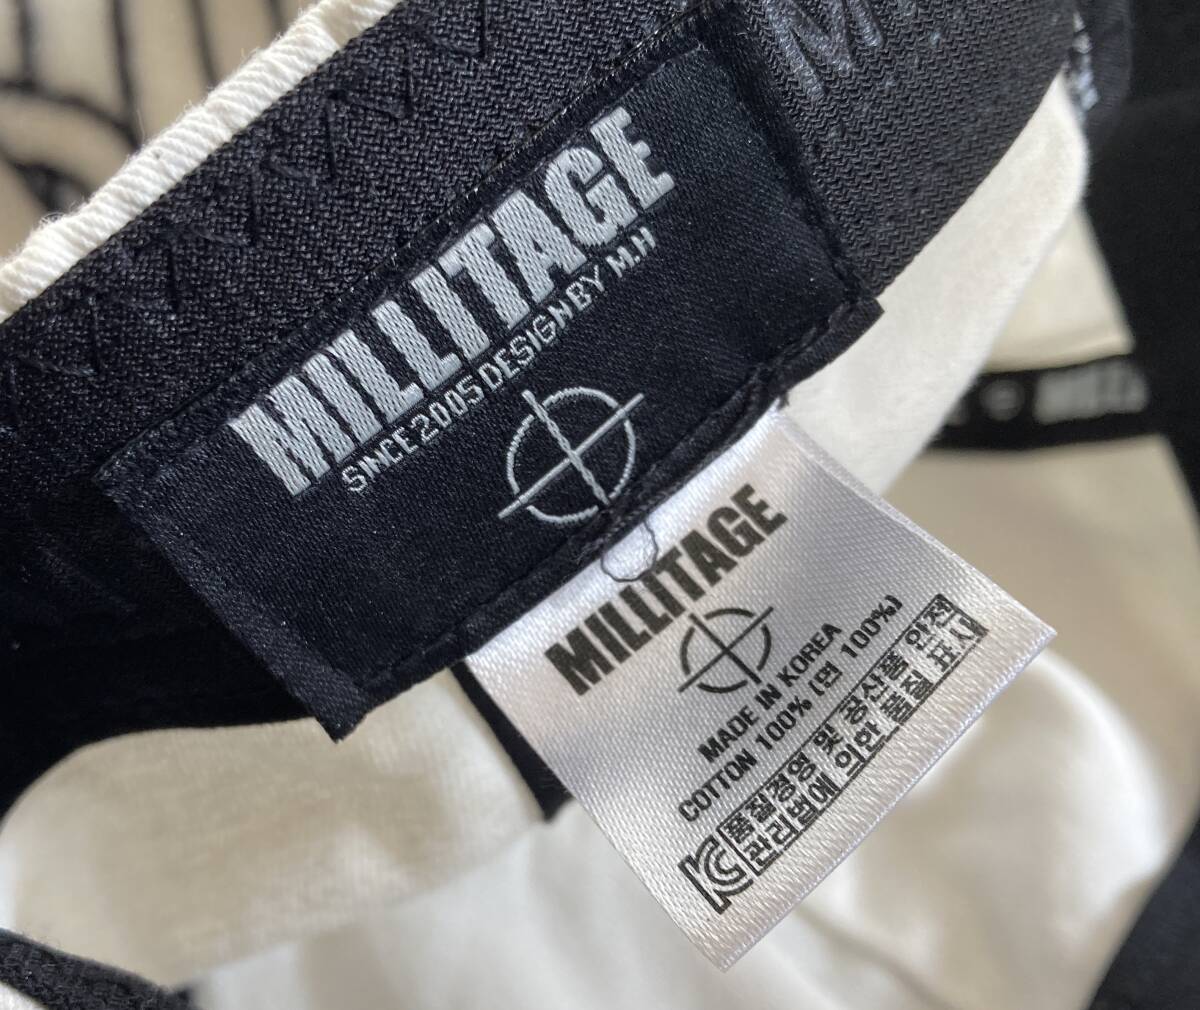 MILLITAGE
SINCE 2005 DESIGN BY M.H
MILLITAGE
MADE IN KOREA
COTTON 100% (면 100%)
품질경영 및 공산품 안전
관리법에 의한 품질 표시